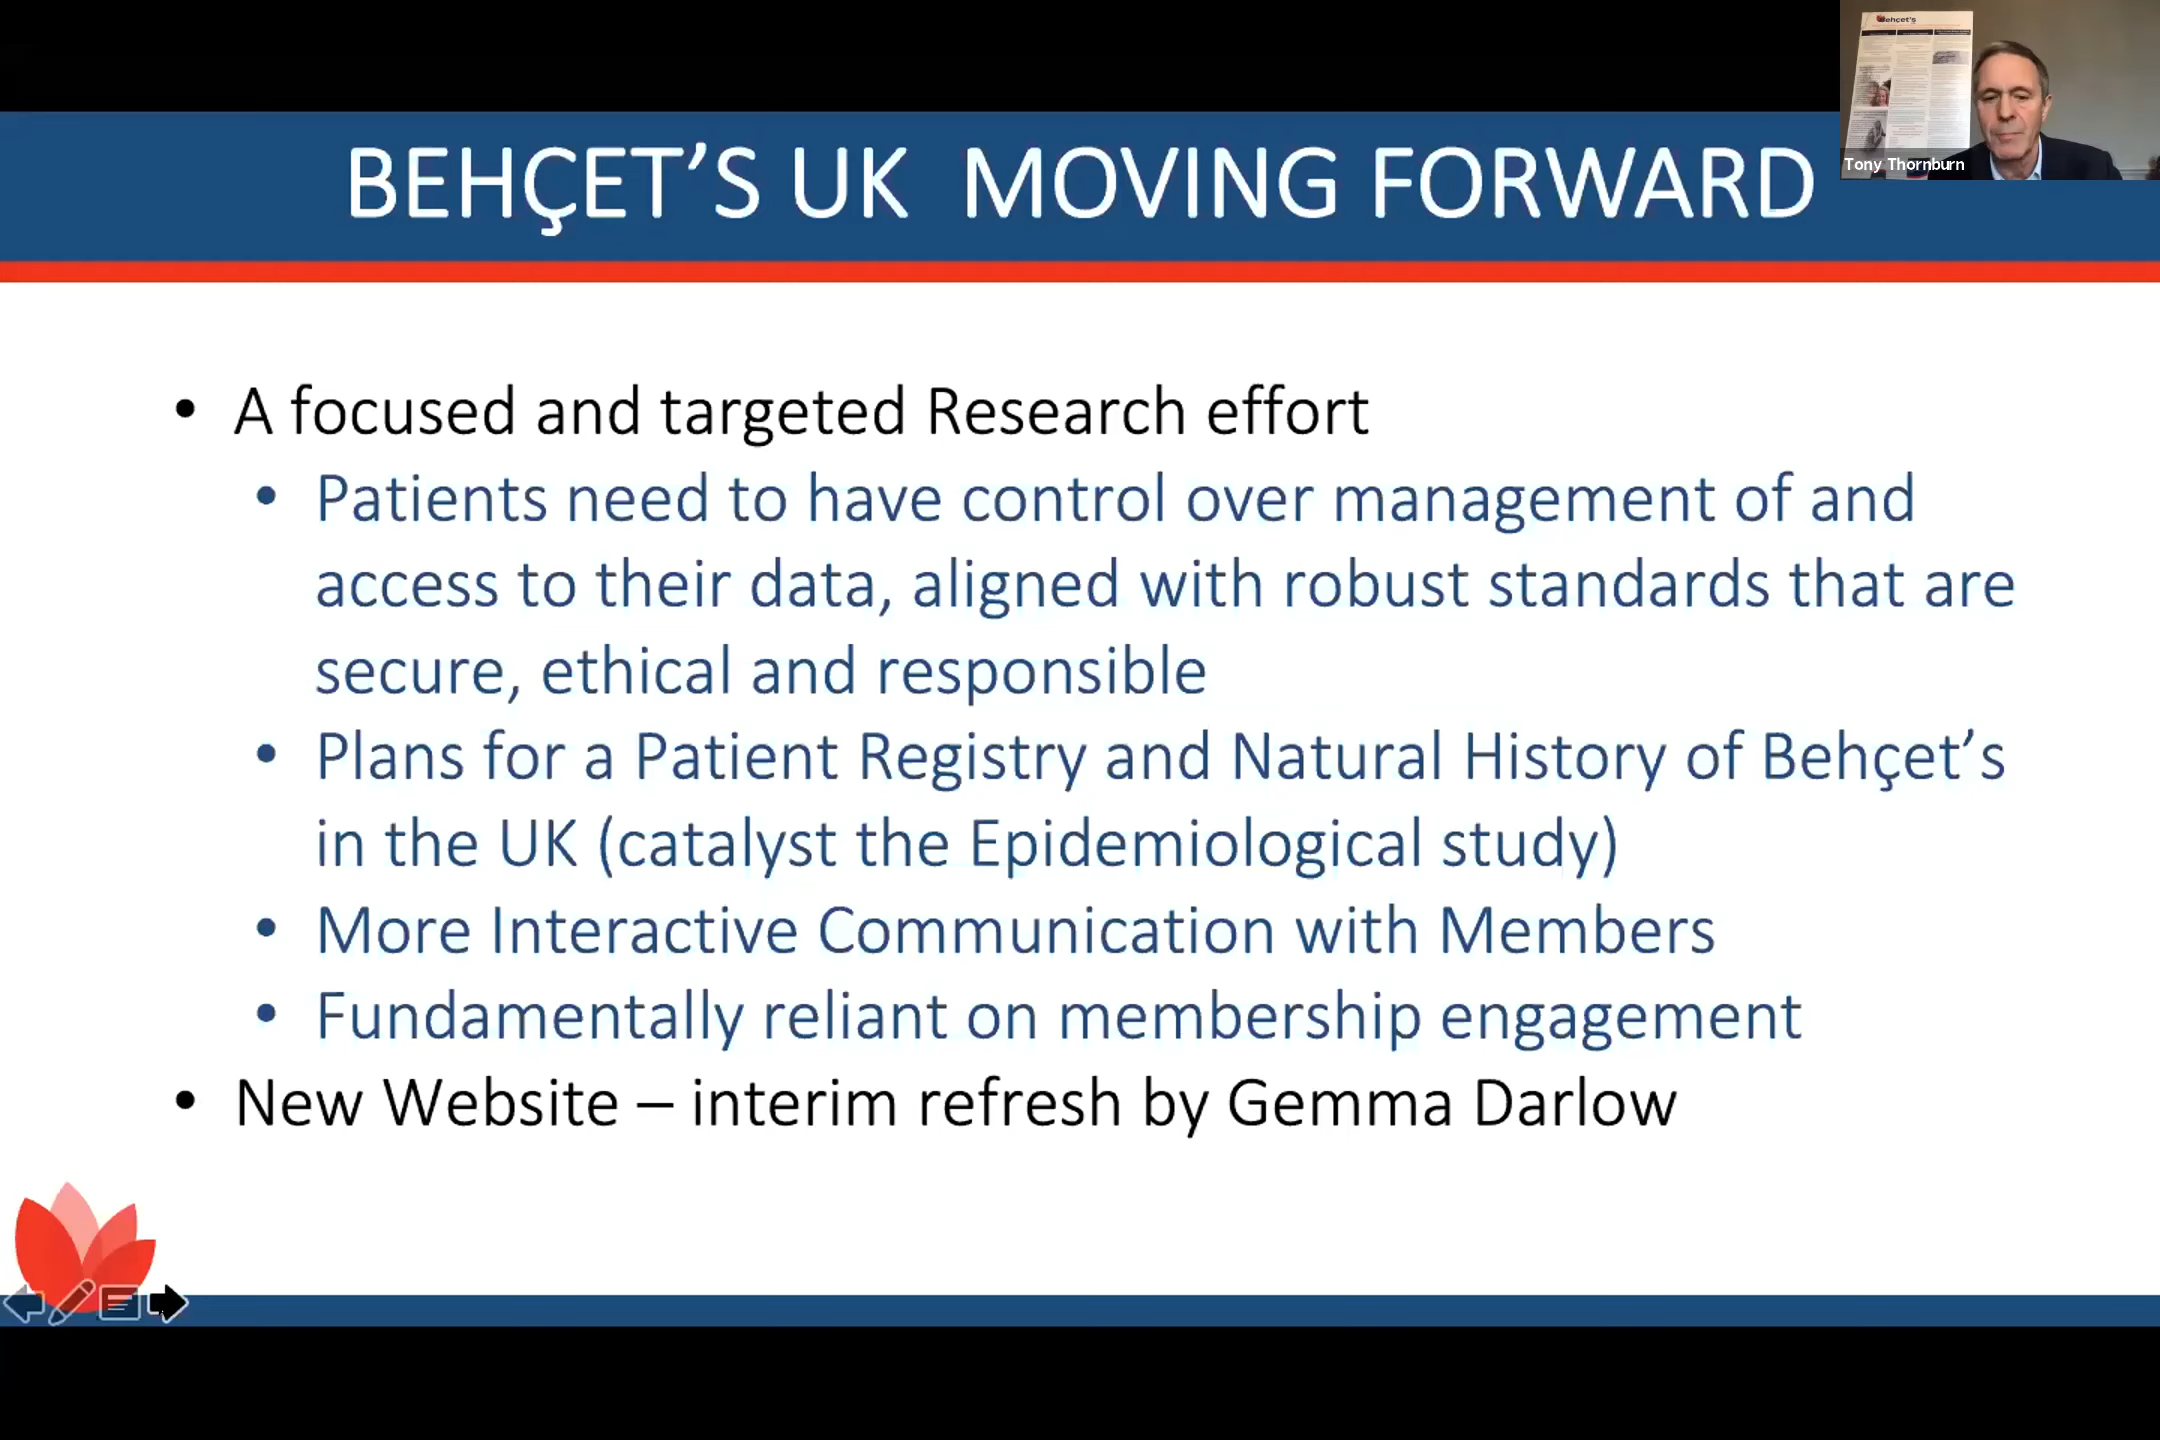 Behçet's
Tony Thornburn
BEHÇET’S UK MOVING FORWARD
• A focused and targeted Research effort
• Patients need to have control over management of and
access to their data, aligned with robust standards that are
secure, ethical and responsible
• Plans for a Patient Registry and Natural History of Behçet’s
in the UK (catalyst the Epidemiological study)
• More Interactive Communication with Members
• Fundamentally reliant on membership engagement
• New Website – interim refresh by Gemma Darlow